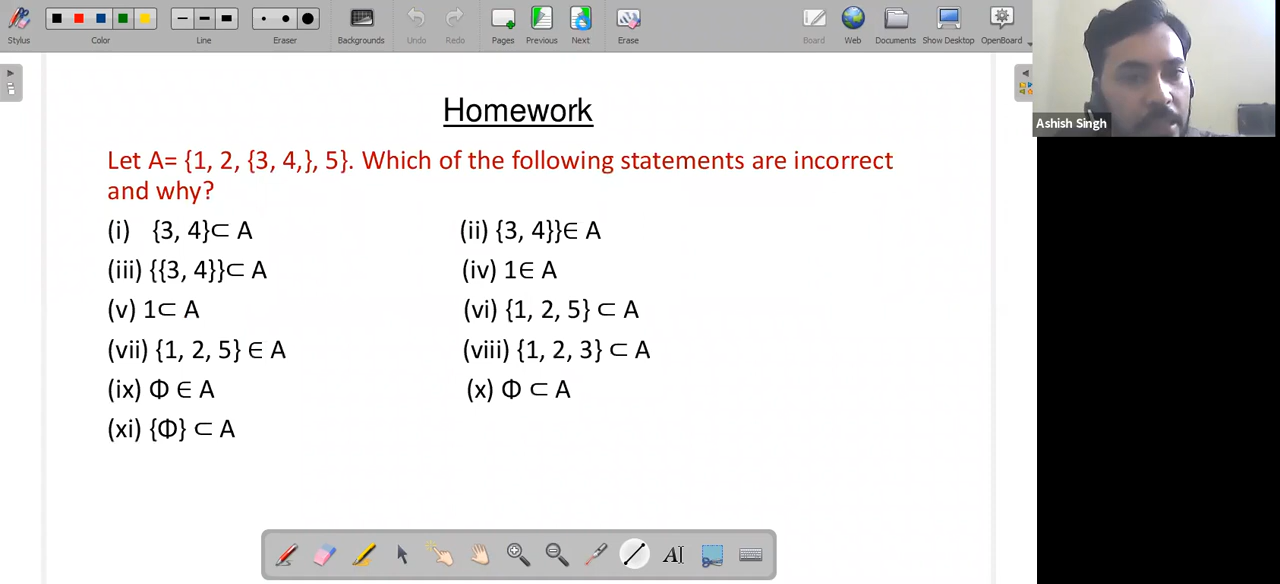 Stylus Color Line Eraser Backgrounds Undo Redo Pages Previous Next Erase Board Web Documents Show Desktop OpenBoard
Ashish Singh
Homework
Let A= {1, 2, {3, 4,}, 5}. Which of the following statements are incorrect
and why?
(i) {3, 4}⊂ A (ii) {3, 4}}∈ A
(iii) {{3, 4}}⊂ A (iv) 1∈ A
(v) 1⊂ A (vi) {1, 2, 5} ⊂ A
(vii) {1, 2, 5} ∈ A (viii) {1, 2, 3} ⊂ A
(ix) Φ ∈ A (x) Φ ⊂ A
(xi) {Φ} ⊂ A